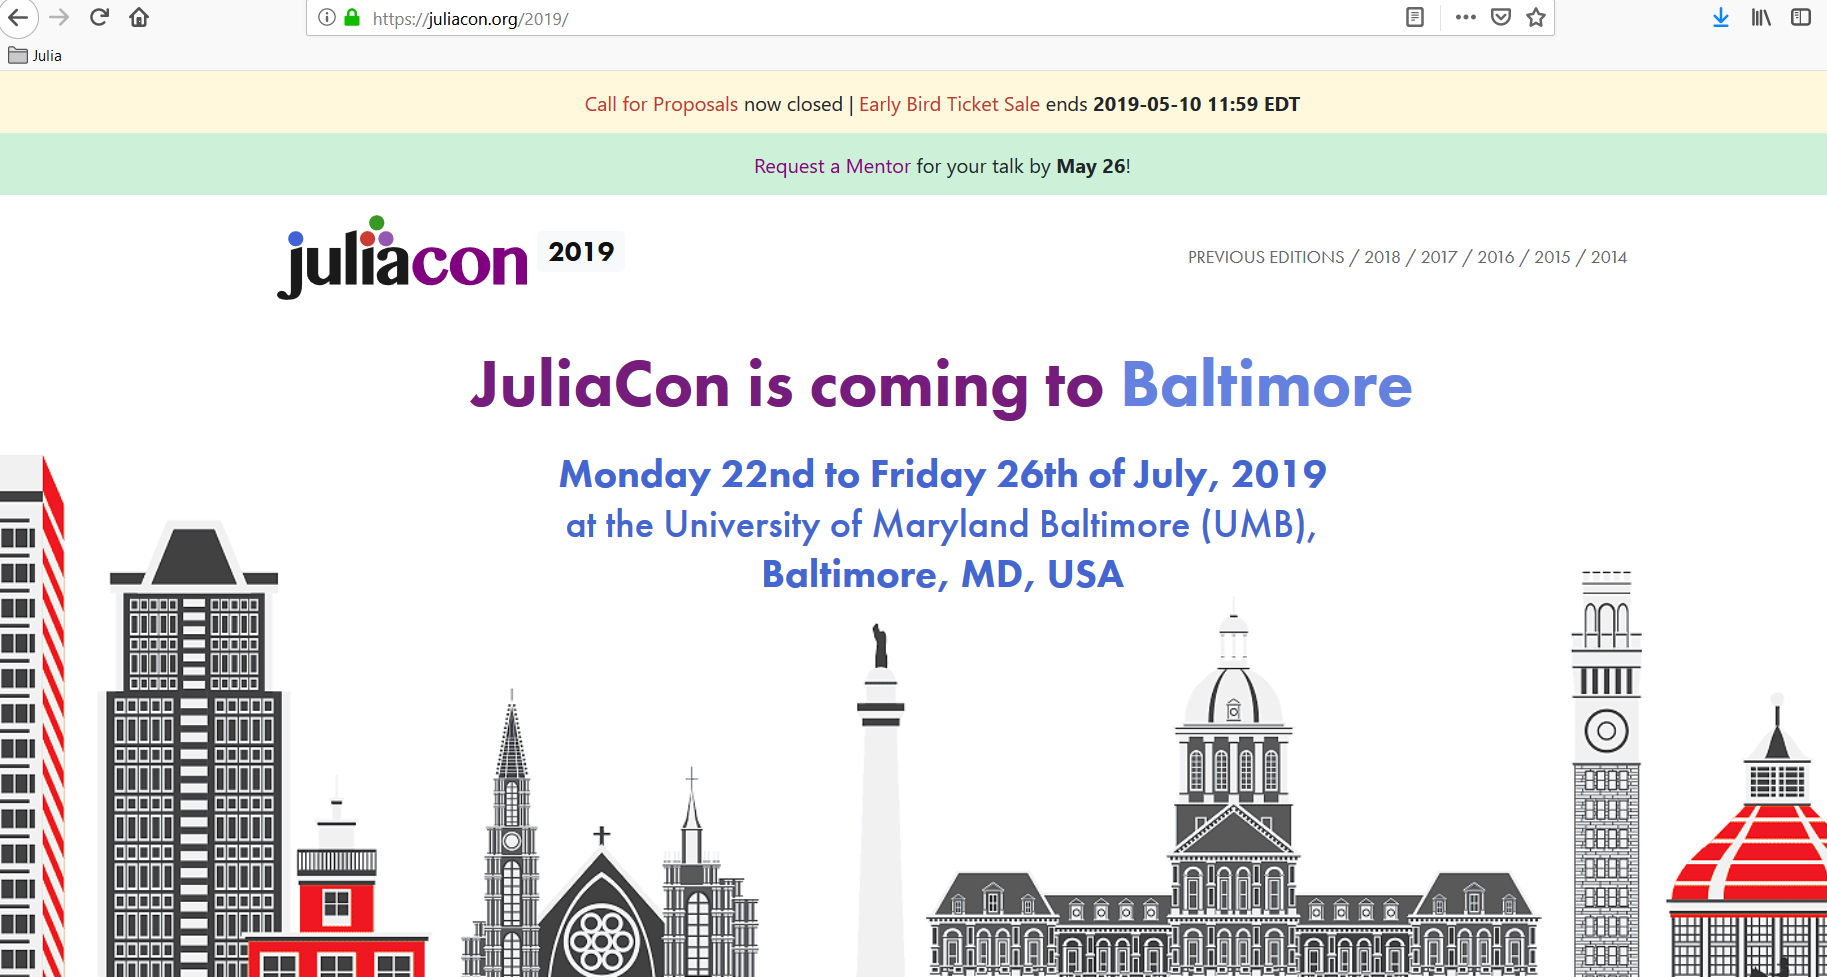 https://juliacon.org/2019/
Julia
Call for Proposals now closed | Early Bird Ticket Sale ends 2019-05-10 11:59 EDT
Request a Mentor for your talk by May 26!
juliacon 2019
PREVIOUS EDITIONS / 2018 / 2017 / 2016 / 2015 / 2014
JuliaCon is coming to Baltimore
Monday 22nd to Friday 26th of July, 2019
at the University of Maryland Baltimore (UMB),
Baltimore, MD, USA